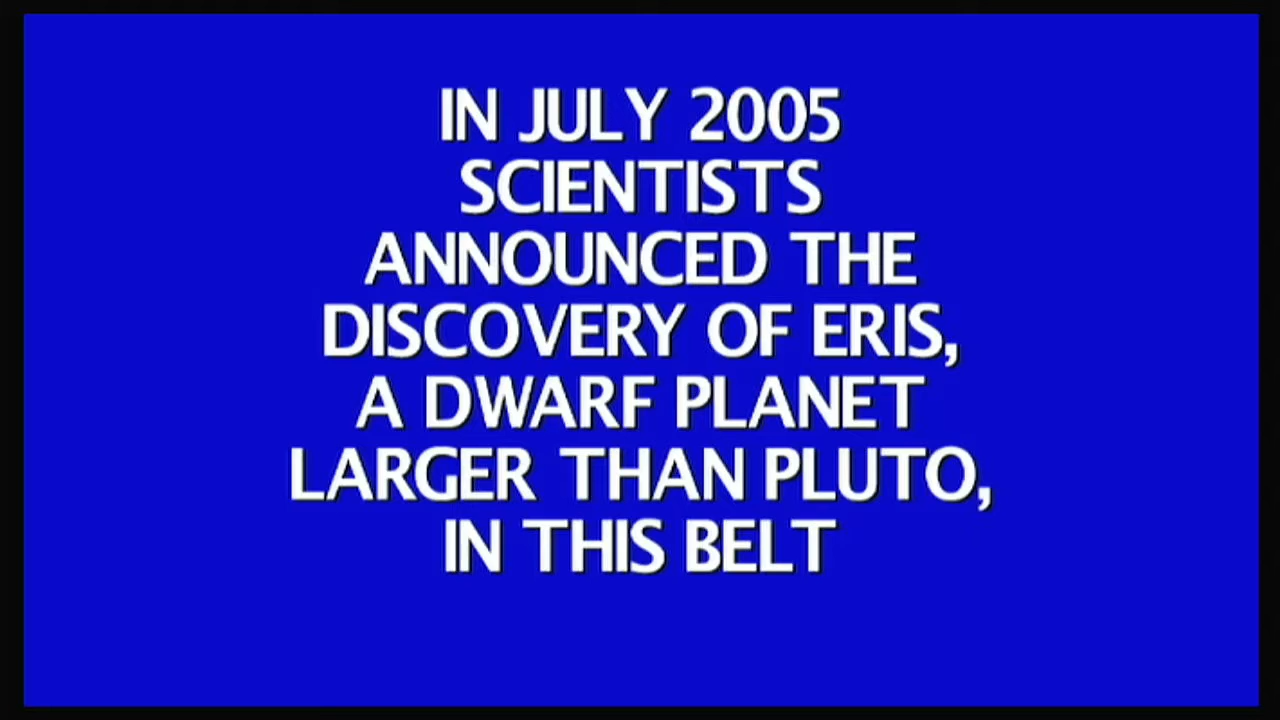 IN JULY 2005
SCIENTISTS
ANNOUNCED THE
DISCOVERY OF ERIS,
A DWARF PLANET
LARGER THAN PLUTO,
IN THIS BELT